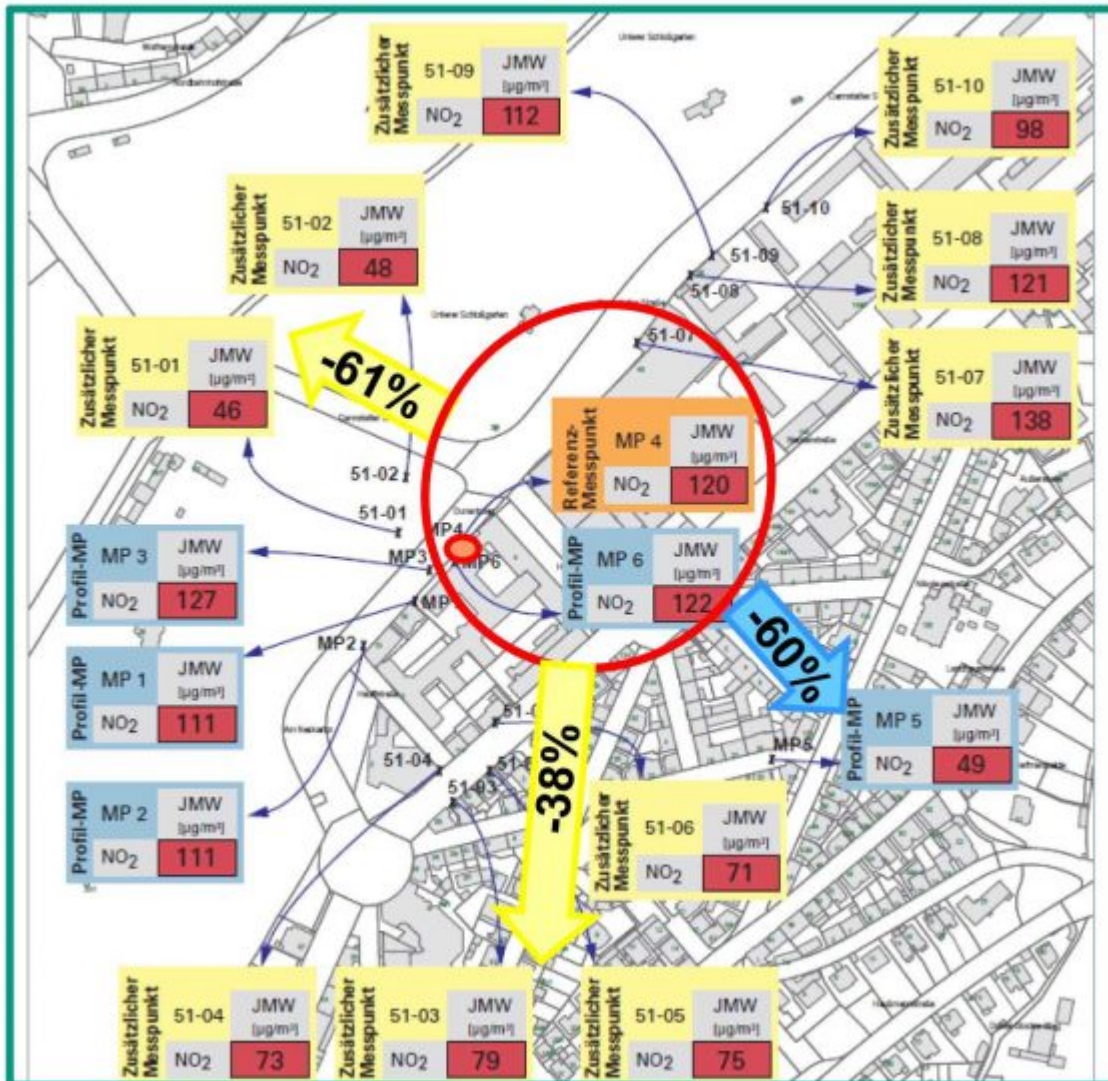 Unterer Schloßgarten
Nordbahnhofstraße
Zusätzlicher
Messpunkt
51-09
JMW
[µg/m³]
NO2
112
Zusätzlicher
Messpunkt
51-10
JMW
[µg/m³]
NO2
98
Zusätzlicher
Messpunkt
51-02
JMW
[µg/m³]
NO2
48
51-10
Zusätzlicher
Messpunkt
51-08
JMW
[µg/m³]
NO2
121
51-09
51-08
Unterer Schloßgarten
Zusätzlicher
Messpunkt
51-01
JMW
[µg/m³]
NO2
46
-61%
51-07
Zusätzlicher
Messpunkt
51-07
JMW
[µg/m³]
NO2
138
Referenz-
Messpunkt
MP 4
JMW
[µg/m³]
NO2
120
51-02
51-01
MP4
MP3
MP6
Profil-MP
MP 3
JMW
[µg/m³]
NO2
127
Profil-MP
MP 6
JMW
[µg/m³]
NO2
122
-60%
MP2
Profil-MP
MP 1
JMW
[µg/m³]
NO2
111
Am Neckartor
-38%
MP5
Profil-MP
MP 5
JMW
[µg/m³]
NO2
49
51-04
51-03
Profil-MP
MP 2
JMW
[µg/m³]
NO2
111
Zusätzlicher
Messpunkt
51-06
JMW
[µg/m³]
NO2
71
Zusätzlicher
Messpunkt
51-04
JMW
[µg/m³]
NO2
73
Zusätzlicher
Messpunkt
51-03
JMW
[µg/m³]
NO2
79
Zusätzlicher
Messpunkt
51-05
JMW
[µg/m³]
NO2
75